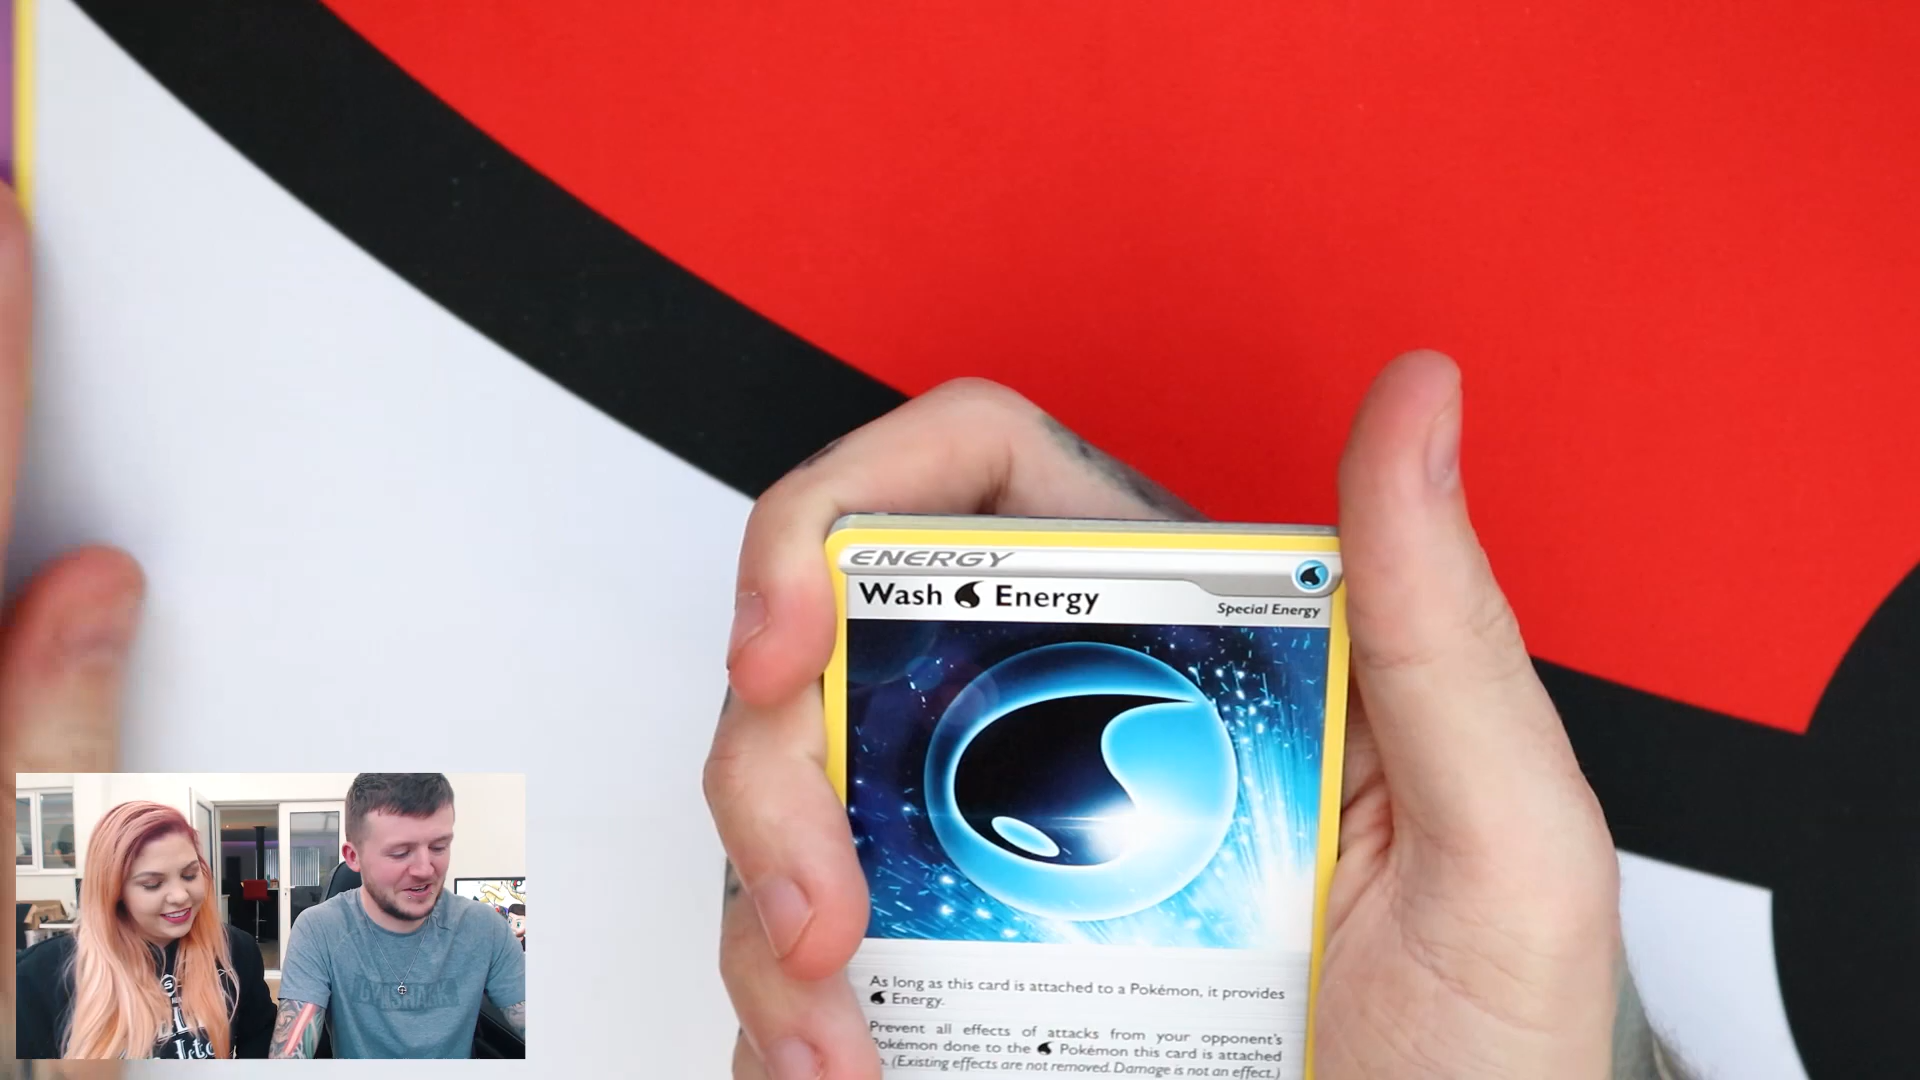 ENERGY
Wash Energy
Special Energy
As long as this card is attached to a Pokémon, it provides
Energy.
Prevent all effects of attacks from your opponent's
Pokémon done to the Pokémon this card is attached
(Existing effects are not removed. Damage is not an effect.)
GYMSHARK